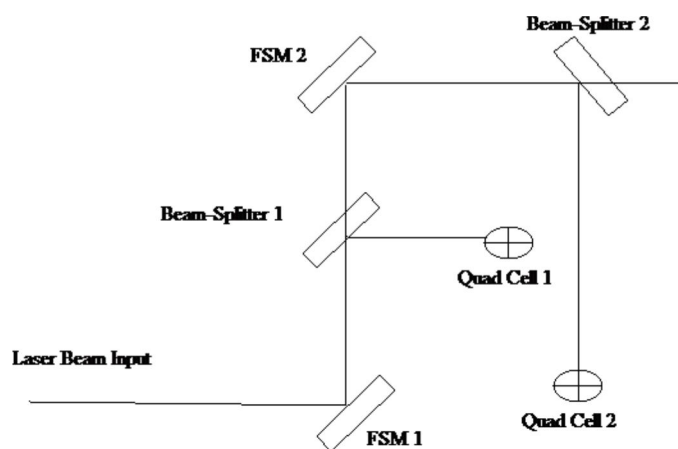 Beam-Splitter 2
FSM 2
Beam-Splitter 1
Quad Cell 1
Laser Beam Input
Quad Cell 2
FSM 1